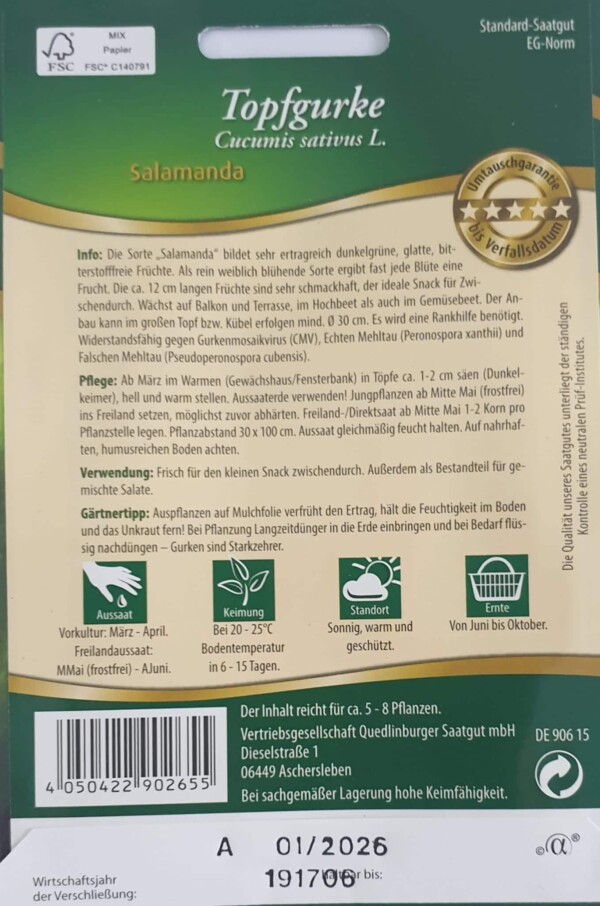 MIX
Papier
FSC
FSC® C140791
Standard-Saatgut
EG-Norm
Topfgurke
Cucumis sativus L.
Salamanda
Umtauschgarantie
bis Verfallsdatum
Info: Die Sorte „Salamanda“ bildet sehr ertragreich dunkelgrüne, glatte, bit-
terstofffreie Früchte. Als rein weiblich blühende Sorte ergibt fast jede Blüte eine
Frucht. Die ca. 12 cm langen Früchte sind sehr schmackhaft, der ideale Snack für Zwi-
schendurch. Wächst auf Balkon und Terrasse, im Hochbeet als auch im Gemüsebeet. Der An-
bau kann im großen Topf bzw. Kübel erfolgen mind. Ø 30 cm. Es wird eine Rankhilfe benötigt.
Widerstandsfähig gegen Gurkenmosaikvirus (CMV), Echten Mehltau (Peronospora xanthii) und
Falschen Mehltau (Pseudoperonospora cubensis).
Pflege: Ab März im Warmen (Gewächshaus/Fensterbank) in Töpfe ca. 1-2 cm säen (Dunkel-
keimer), hell und warm stellen. Aussaaterde verwenden! Jungpflanzen ab Mitte Mai (frostfrei)
ins Freiland setzen, möglichst zuvor abhärten. Freiland-/Direktsaat ab Mitte Mai 1-2 Korn pro
Pflanzstelle legen. Pflanzabstand 30 x 100 cm. Aussaat gleichmäßig feucht halten. Auf nahrhaf-
ten, humusreichen Boden achten.
Verwendung: Frisch für den kleinen Snack zwischendurch. Außerdem als Bestandteil für ge-
mischte Salate.
Gärtnertipp: Auspflanzen auf Mulchfolie verfrüht den Ertrag, hält die Feuchtigkeit im Boden
und das Unkraut fern! Bei Pflanzung Langzeitdünger in die Erde einbringen und bei Bedarf flüs-
sig nachdüngen – Gurken sind Starkzehrer.
Die Qualität unseres Saatgutes unterliegt der ständigen
Kontrolle eines neutralen Prüf-Institutes.
Aussaat
Vorkultur: März - April.
Freilandaussaat:
MMai (frostfrei) - AJuni.
Keimung
Bei 20 - 25°C
Bodentemperatur
in 6 - 15 Tagen.
Standort
Sonnig, warm und
geschützt.
Ernte
Von Juni bis Oktober.
Der Inhalt reicht für ca. 5 - 8 Pflanzen.
Vertriebsgesellschaft Quedlinburger Saatgut mbH
Dieselstraße 1
06449 Aschersleben
Bei sachgemäßer Lagerung hohe Keimfähigkeit.
DE 906 15
4 050422 902655
A 01/2026
191706
bar bis:
Wirtschaftsjahr
der Verschließung:
©α®